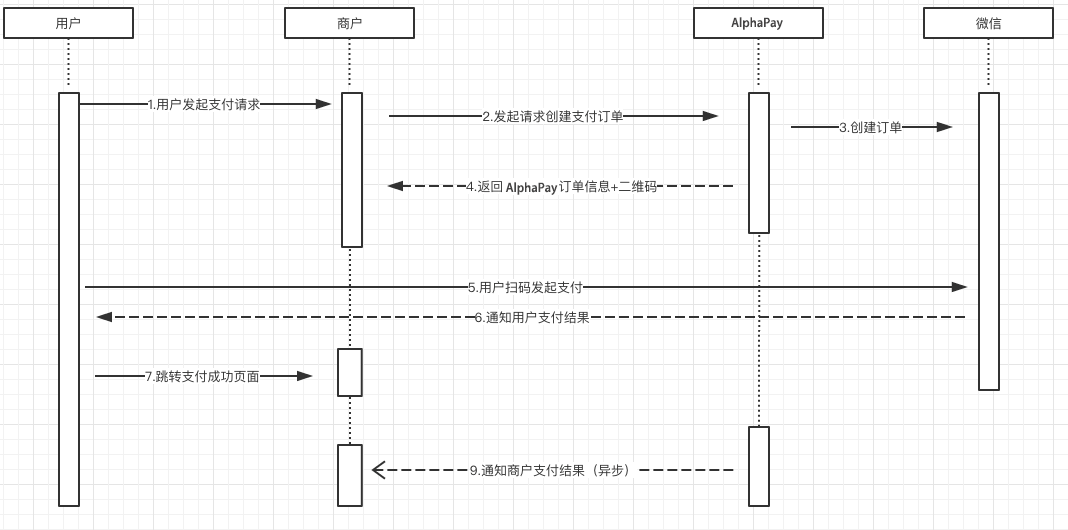 用户
商户
AlphaPay
微信
1.用户发起支付请求
2.发起请求创建支付订单
3.创建订单
4.返回 AlphaPay 订单信息+二维码
5.用户扫码发起支付
6.通知用户支付结果
7.跳转支付成功页面
9.通知商户支付结果（异步）